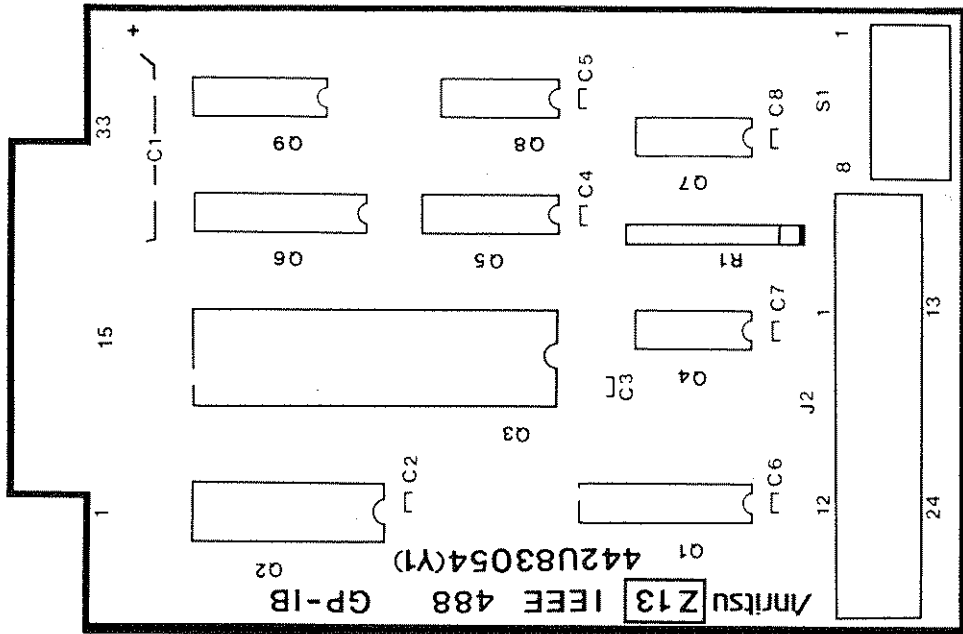 Anritsu Z13 IEEE 488 GP-IB
442U83054(Y1)
Q1
Q2
C6
C2
12
24
1
J2
Q3
C3
Q4
C7
1
13
15
R1
Q5
Q6
C4
Q7
C8
8
S1
1
Q8
C5
Q9
C1
+
33